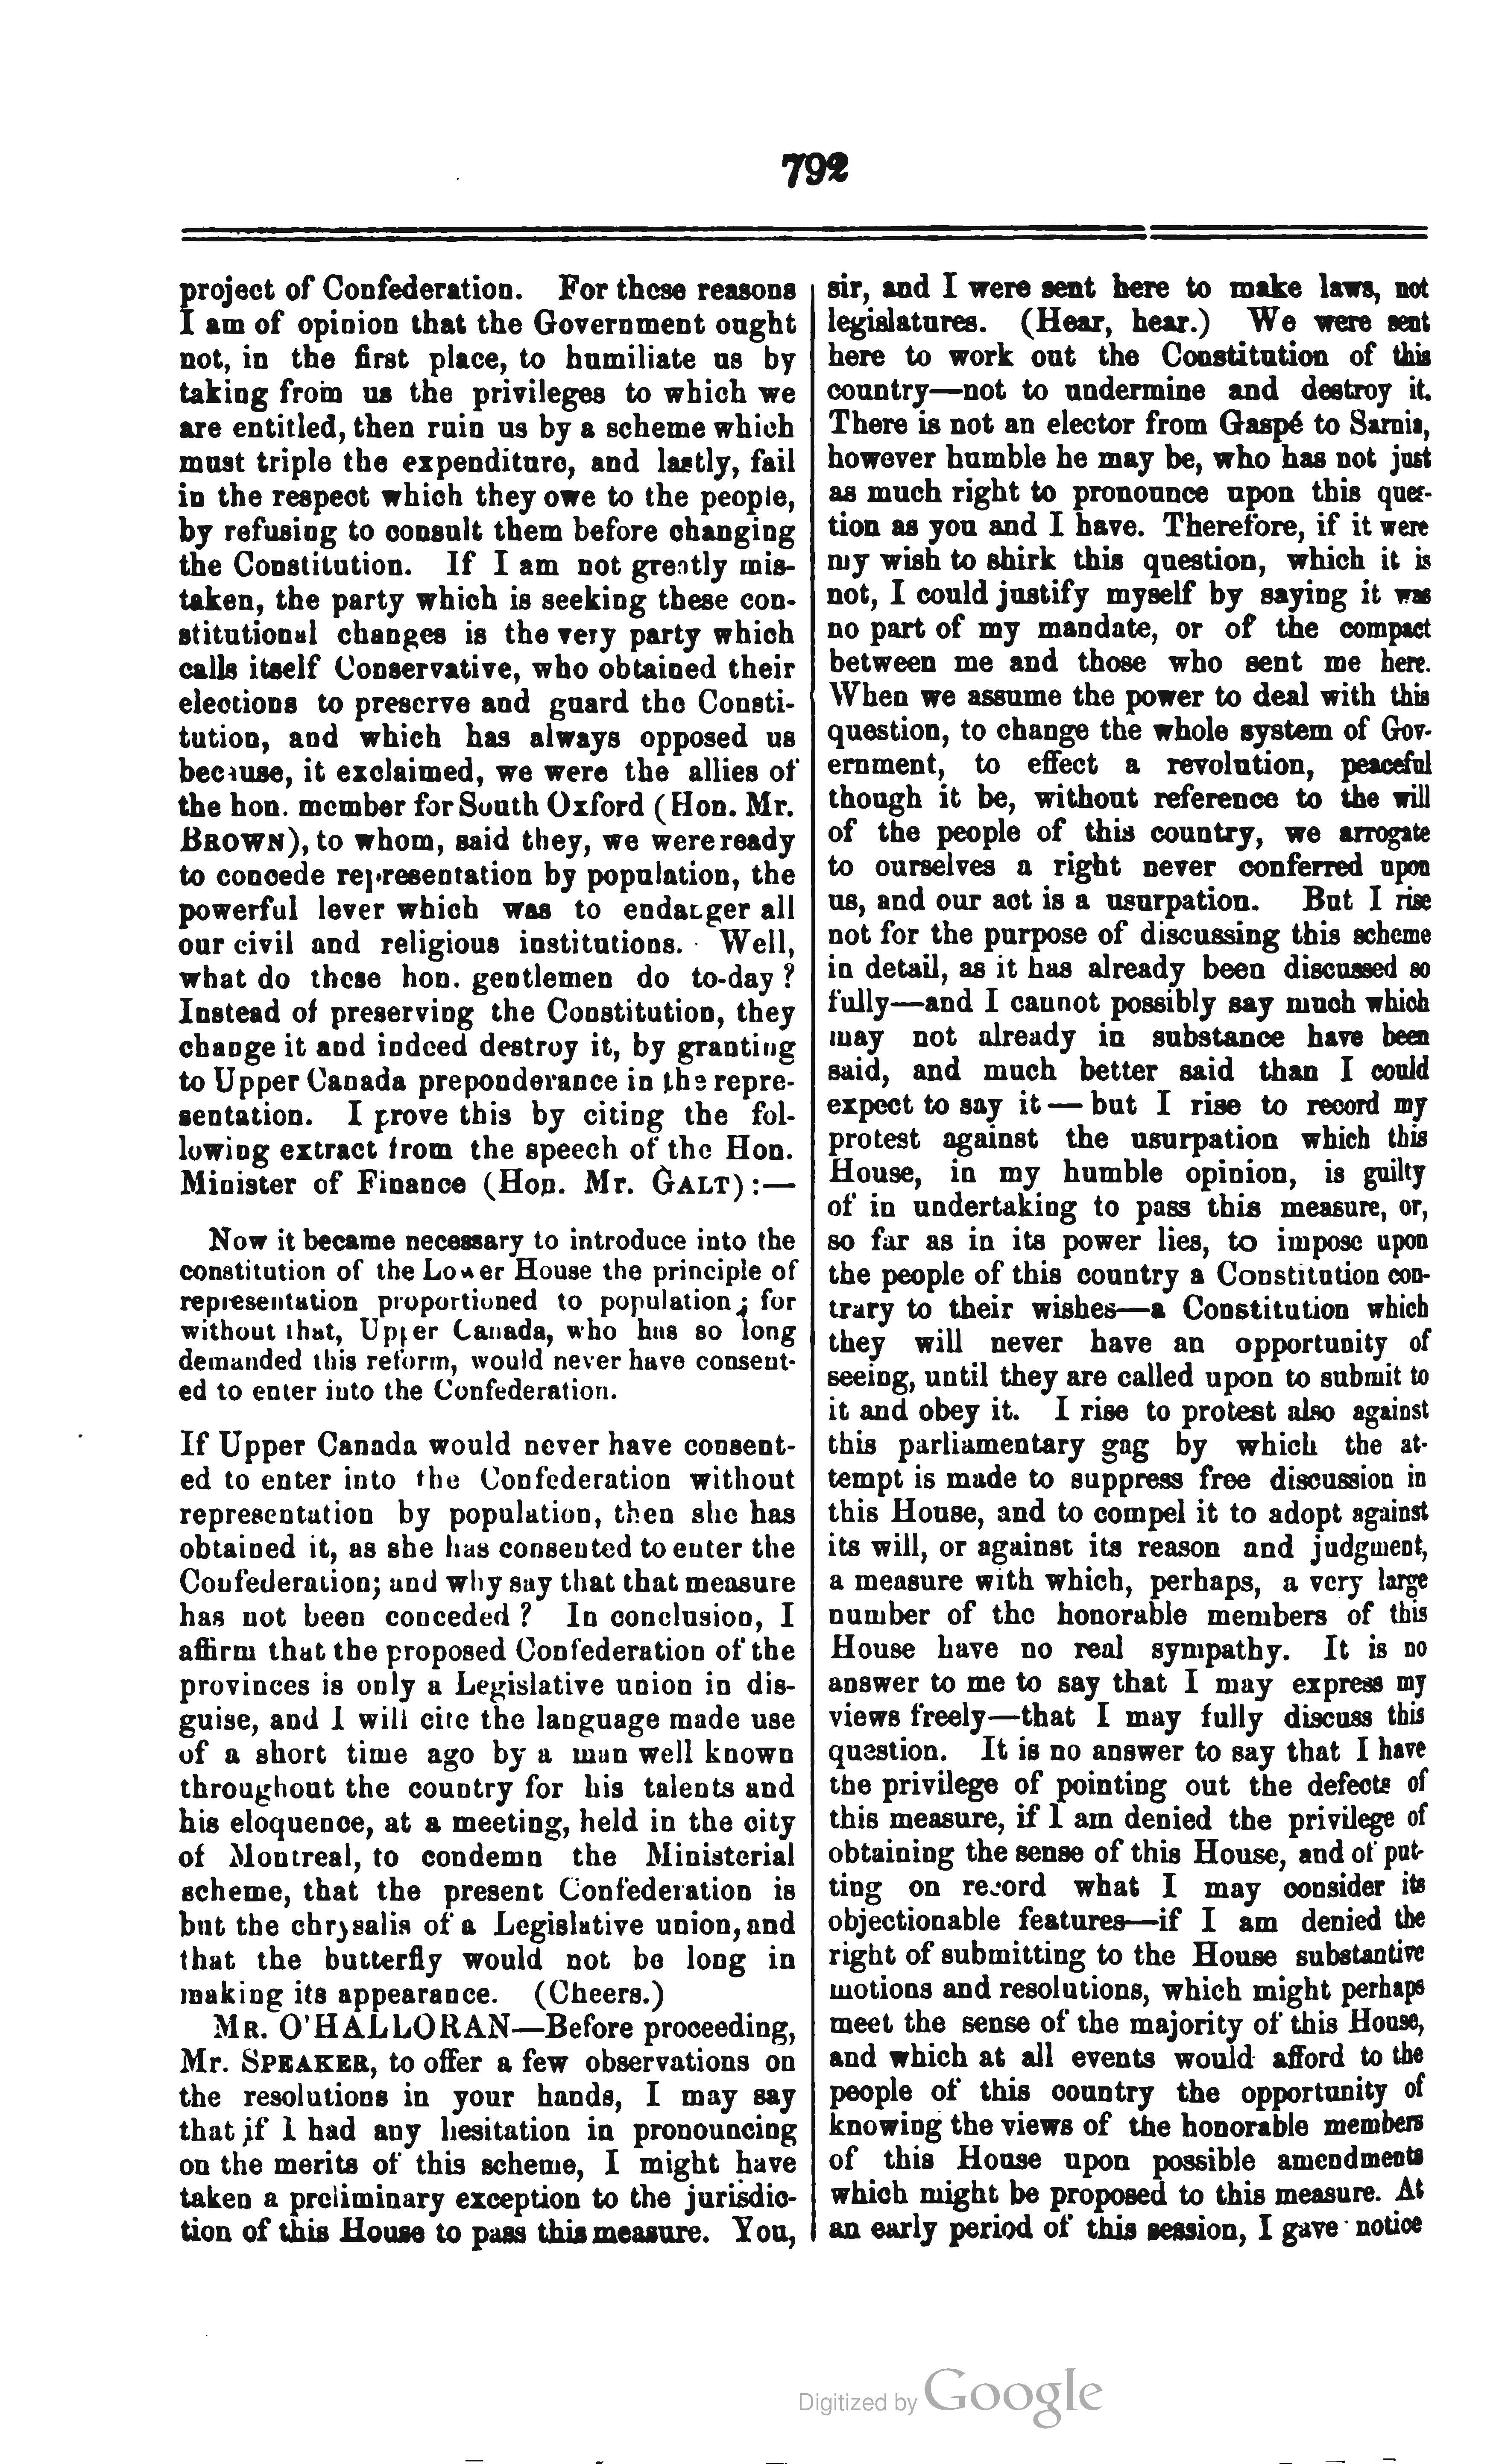 792
project of Confederation. For these reasons
I am of opinion that the Government ought
not, in the first place, to humiliate us by
taking from us the privileges to which we
are entitled, then ruin us by a scheme which
must triple the expenditure, and lastly, fail
in the respect which they owe to the people,
by refusing to consult them before changing
the Constitution. If I am not greatly mis-
taken, the party which is seeking these con-
stitutional changes is the very party which
calls itself Conservative, who obtained their
elections to preserve and guard the Consti-
tution, and which has always opposed us
because, it exclaimed, we were the allies of
the hon. member for South Oxford (Hon. Mr.
BROWN), to whom, said they, we were ready
to concede representation by population, the
powerful lever which was to endanger all
our civil and religious institutions. Well,
what do these hon. gentlemen do to-day ?
Instead of preserving the Constitution, they
change it and indeed destroy it, by granting
to Upper Canada preponderance in the repre-
sentation. I prove this by citing the fol-
lowing extract from the speech of the Hon.
Minister of Finance (Hon. Mr. GALT) :—
Now it became necessary to introduce into the
constitution of the Lower House the principle of
representation proportioned to population ; for
without that, Upper Canada, who has so long
demanded this reform, would never have consent-
ed to enter into the Confederation.
If Upper Canada would never have consent-
ed to enter into the Confederation without
representation by population, then she has
obtained it, as she has consented to enter the
Confederation; and why say that that measure
has not been conceded ? In conclusion, I
affirm that the proposed Confederation of the
provinces is only a Legislative union in dis-
guise, and I will cite the language made use
of a short time ago by a man well known
throughout the country for his talents and
his eloquence, at a meeting, held in the city
of Montreal, to condemn the Ministerial
scheme, that the present Confederation is
but the chrysalis of a Legislative union, and
that the butterfly would not be long in
making its appearance. (Cheers.)
MR. O'HALLORAN—Before proceeding,
Mr. SPEAKER, to offer a few observations on
the resolutions in your hands, I may say
that if I had any hesitation in pronouncing
on the merits of this scheme, I might have
taken a preliminary exception to the jurisdic-
tion of this House to pass this measure. You,
sir, and I were sent here to make laws, not
legislatures. (Hear, hear.) We were sent
here to work out the Constitution of this
country—not to undermine and destroy it.
There is not an elector from Gaspé to Sarnia,
however humble he may be, who has not just
as much right to pronounce upon this ques-
tion as you and I have. Therefore, if it were
my wish to shirk this question, which it is
not, I could justify myself by saying it was
no part of my mandate, or of the compact
between me and those who sent me here.
When we assume the power to deal with this
question, to change the whole system of Gov-
ernment, to effect a revolution, peaceful
though it be, without reference to the will
of the people of this country, we arrogate
to ourselves a right never conferred upon
us, and our act is a usurpation. But I rise
not for the purpose of discussing this scheme
in detail, as it has already been discussed so
fully—and I cannot possibly say much which
may not already in substance have been
said, and much better said than I could
expect to say it — but I rise to record my
protest against the usurpation which this
House, in my humble opinion, is guilty
of in undertaking to pass this measure, or,
so far as in its power lies, to impose upon
the people of this country a Constitution con-
trary to their wishes—a Constitution which
they will never have an opportunity of
seeing, until they are called upon to submit to
it and obey it. I rise to protest also against
this parliamentary gag by which the at-
tempt is made to suppress free discussion in
this House, and to compel it to adopt against
its will, or against its reason and judgment,
a measure with which, perhaps, a very large
number of the honorable members of this
House have no real sympathy. It is no
answer to me to say that I may express my
views freely—that I may fully discuss this
question. It is no answer to say that I have
the privilege of pointing out the defects of
this measure, if I am denied the privilege of
obtaining the sense of this House, and of put-
ting on record what I may consider its
objectionable features—if I am denied the
right of submitting to the House substantive
motions and resolutions, which might perhaps
meet the sense of the majority of this House,
and which at all events would afford to the
people of this country the opportunity of
knowing the views of the honorable members
of this House upon possible amendments
which might be proposed to this measure. At
an early period of this session, I gave notice
Digitized by Google